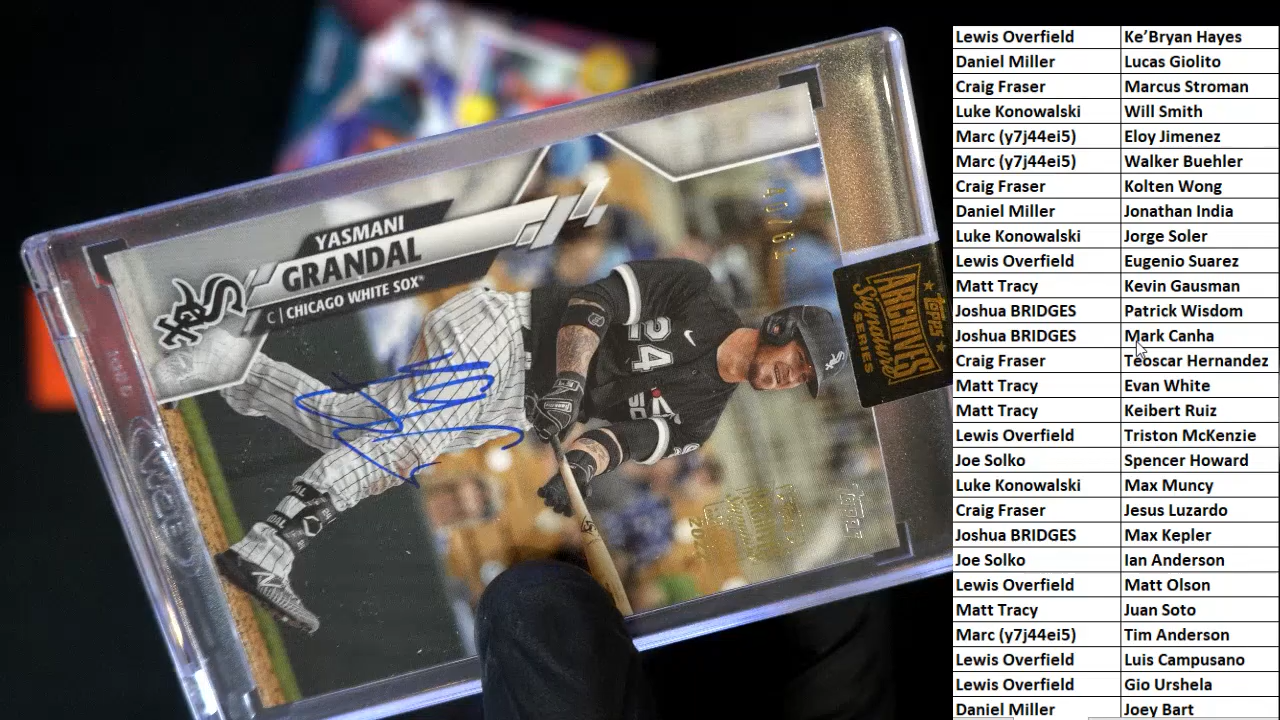 YASMANI
GRANDAL
C | CHICAGO WHITE SOX
24
topps
ARCHIVES
Signature
SERIES
Lewis Overfield Ke’Bryan Hayes
Daniel Miller Lucas Giolito
Craig Fraser Marcus Stroman
Luke Konowalski Will Smith
Marc (y7j44ei5) Eloy Jimenez
Marc (y7j44ei5) Walker Buehler
Craig Fraser Kolten Wong
Daniel Miller Jonathan India
Luke Konowalski Jorge Soler
Lewis Overfield Eugenio Suarez
Matt Tracy Kevin Gausman
Joshua BRIDGES Patrick Wisdom
Joshua BRIDGES Mark Canha
Craig Fraser Teoscar Hernandez
Matt Tracy Evan White
Matt Tracy Keibert Ruiz
Lewis Overfield Triston McKenzie
Joe Solko Spencer Howard
Luke Konowalski Max Muncy
Craig Fraser Jesus Luzardo
Joshua BRIDGES Max Kepler
Joe Solko Ian Anderson
Lewis Overfield Matt Olson
Matt Tracy Juan Soto
Marc (y7j44ei5) Tim Anderson
Lewis Overfield Luis Campusano
Lewis Overfield Gio Urshela
Daniel Miller Joey Bart